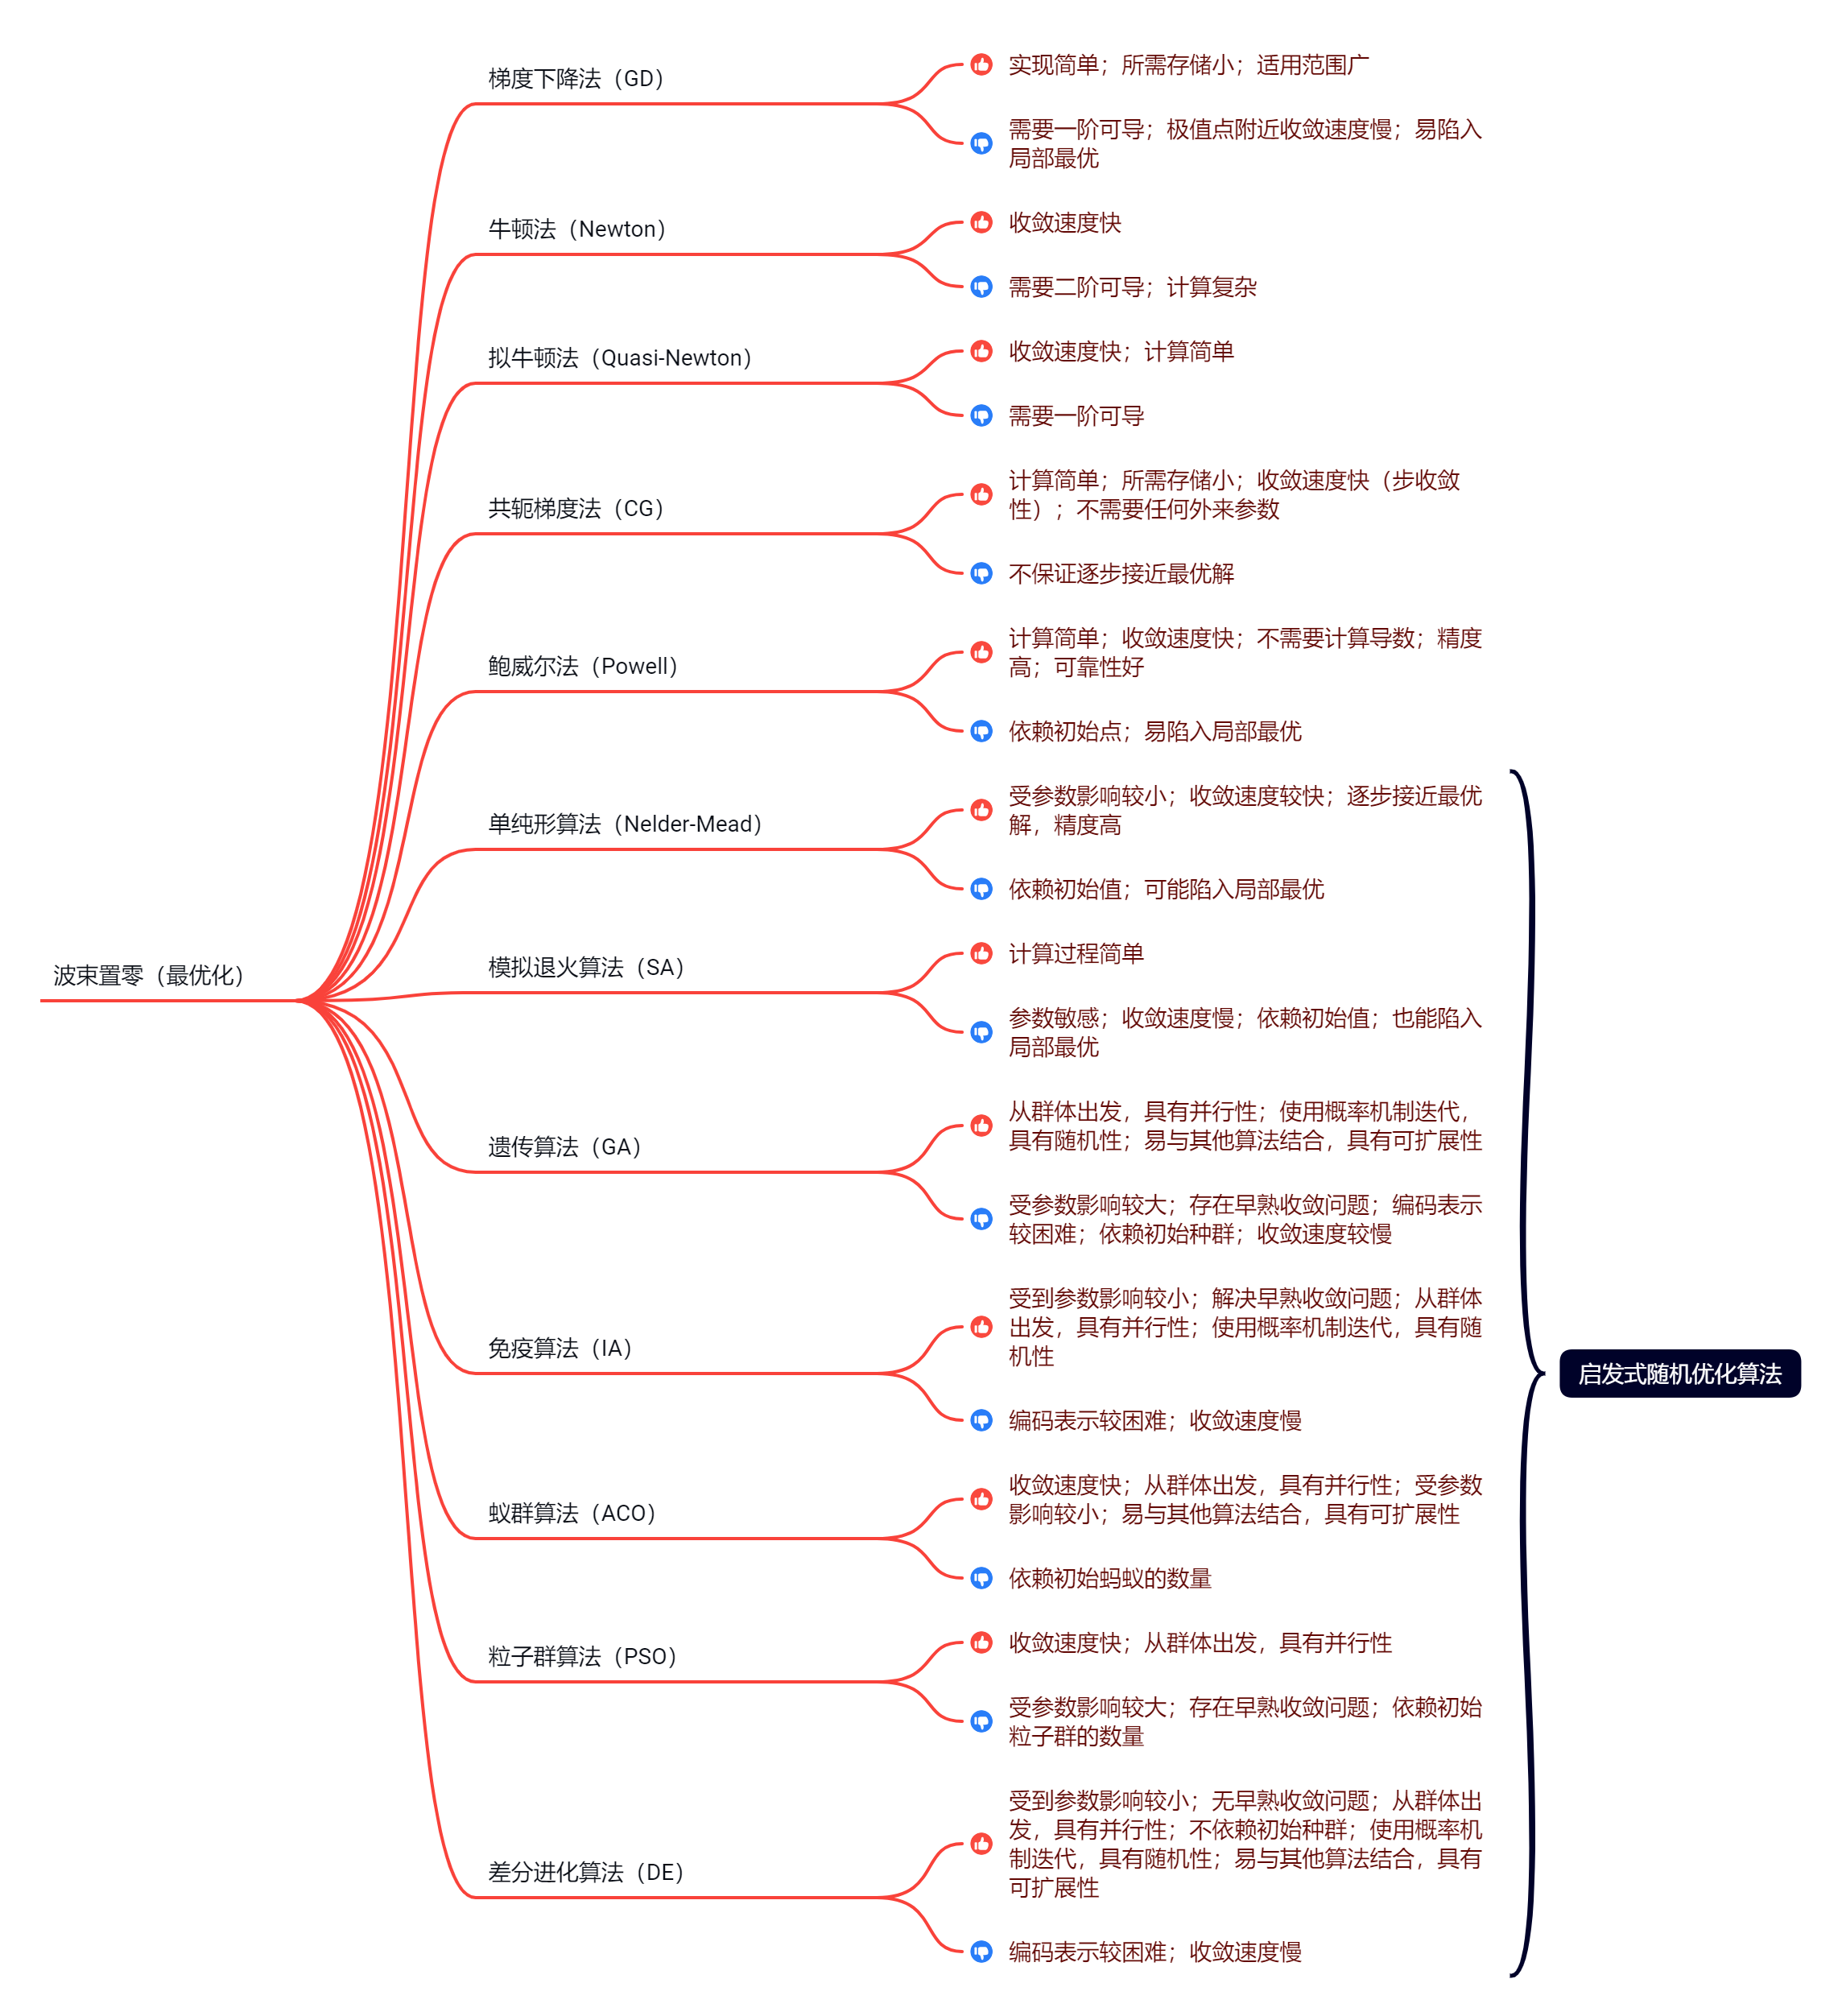 梯度下降法（GD）
实现简单；所需存储小；适用范围广
需要一阶可导；极值点附近收敛速度慢；易陷入
局部最优
牛顿法（Newton）
收敛速度快
需要二阶可导；计算复杂
拟牛顿法（Quasi-Newton）
收敛速度快；计算简单
需要一阶可导
共轭梯度法（CG）
计算简单；所需存储小；收敛速度快（步收敛
性）；不需要任何外来参数
不保证逐步接近最优解
鲍威尔法（Powell）
计算简单；收敛速度快；不需要计算导数；精度
高；可靠性好
依赖初始点；易陷入局部最优
单纯形算法（Nelder-Mead）
受参数影响较小；收敛速度较快；逐步接近最优
解，精度高
依赖初始值；可能陷入局部最优
波束置零（最优化）
模拟退火算法（SA）
计算过程简单
参数敏感；收敛速度慢；依赖初始值；也能陷入
局部最优
遗传算法（GA）
从群体出发，具有并行性；使用概率机制迭代，
具有随机性；易与其他算法结合，具有可扩展性
受参数影响较大；存在早熟收敛问题；编码表示
较困难；依赖初始种群；收敛速度较慢
免疫算法（IA）
受到参数影响较小；解决早熟收敛问题；从群体
出发，具有并行性；使用概率机制迭代，具有随
机性
编码表示较困难；收敛速度慢
启发式随机优化算法
蚁群算法（ACO）
收敛速度快；从群体出发，具有并行性；受参数
影响较小；易与其他算法结合，具有可扩展性
依赖初始蚂蚁的数量
粒子群算法（PSO）
收敛速度快；从群体出发，具有并行性
受参数影响较大；存在早熟收敛问题；依赖初始
粒子群的数量
差分进化算法（DE）
受到参数影响较小；无早熟收敛问题；从群体出
发，具有并行性；不依赖初始种群；使用概率机
制迭代，具有随机性；易与其他算法结合，具有
可扩展性
编码表示较困难；收敛速度慢